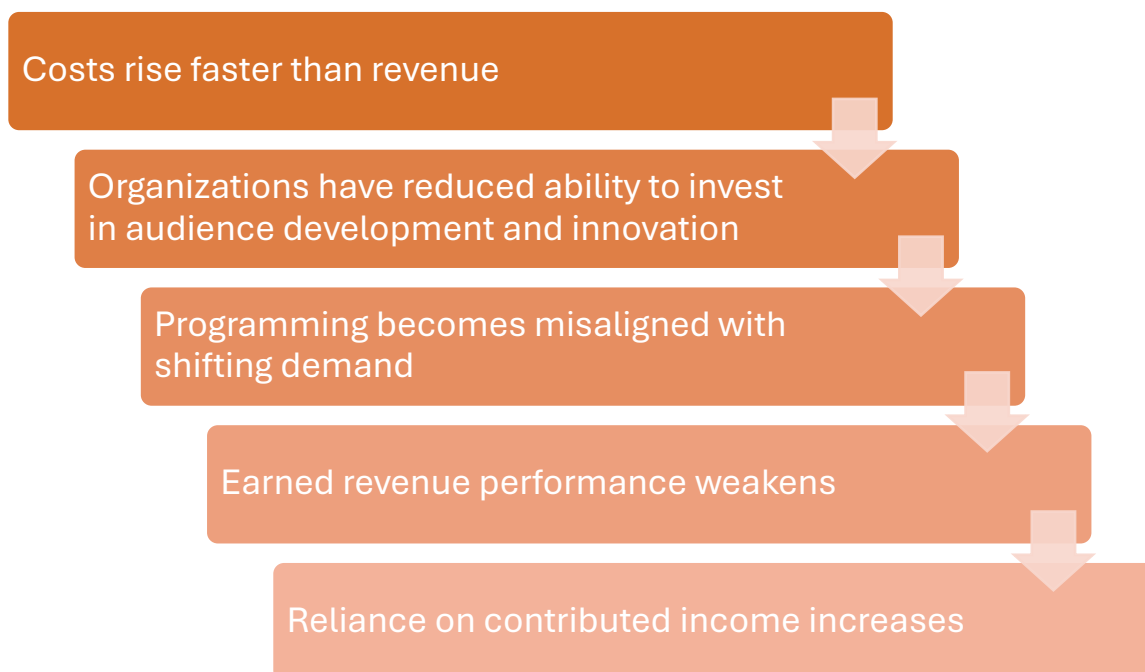 Costs rise faster than revenue
Organizations have reduced ability to invest
in audience development and innovation
Programming becomes misaligned with
shifting demand
Earned revenue performance weakens
Reliance on contributed income increases